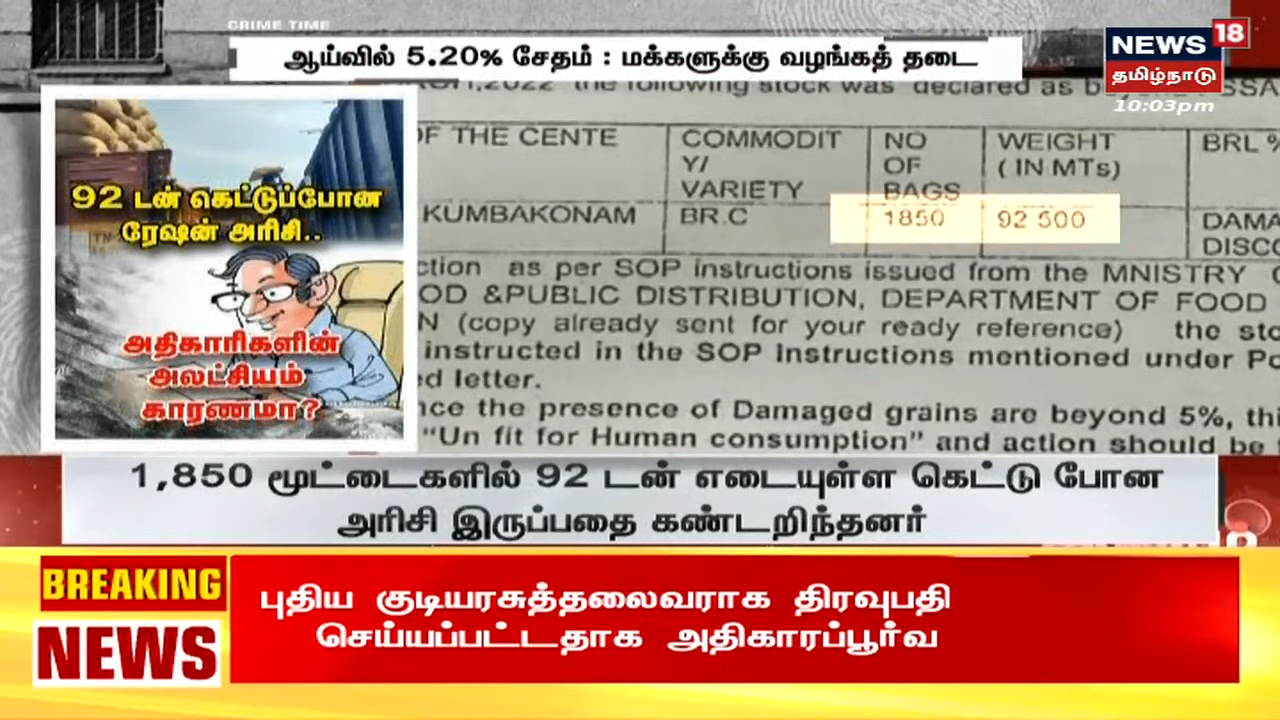 CRIME TIME
ஆய்வில் 5.20% சேதம் : மக்களுக்கு வழங்கத் தடை
NEWS 18
தமிழ்நாடு
10:03pm
92 டன் கெட்டுப்போன
ரேஷன் அரிசி..
அதிகாரிகளின்
அலட்சியம்
காரணமா?
2022 the following stock was declared as
OF THE CENTE
COMMODIT
Y/
VARIETY
NO
OF
BAGS
WEIGHT
( IN MTs)
BRL %
KUMBAKONAM
BR.C
1850
92 500
DAMA
DISCO
ction as per SOP instructions issued from the MNISTRY
OD &PUBLIC DISTRIBUTION, DEPARTMENT OF FOOD
N (copy already sent for your ready reference) the sto
instructed in the SOP Instructions mentioned under Po
ed letter.
nce the presence of Damaged grains are beyond 5%, thi
"Un fit for Human consumption" and action should be
1,850 மூட்டைகளில் 92 டன் எடையுள்ள கெட்டு போன
அரிசி இருப்பதை கண்டறிந்தனர்
BREAKING
NEWS
புதிய குடியரசுத்தலைவராக திரவுபதி
செய்யப்பட்டதாக அதிகாரப்பூர்வ